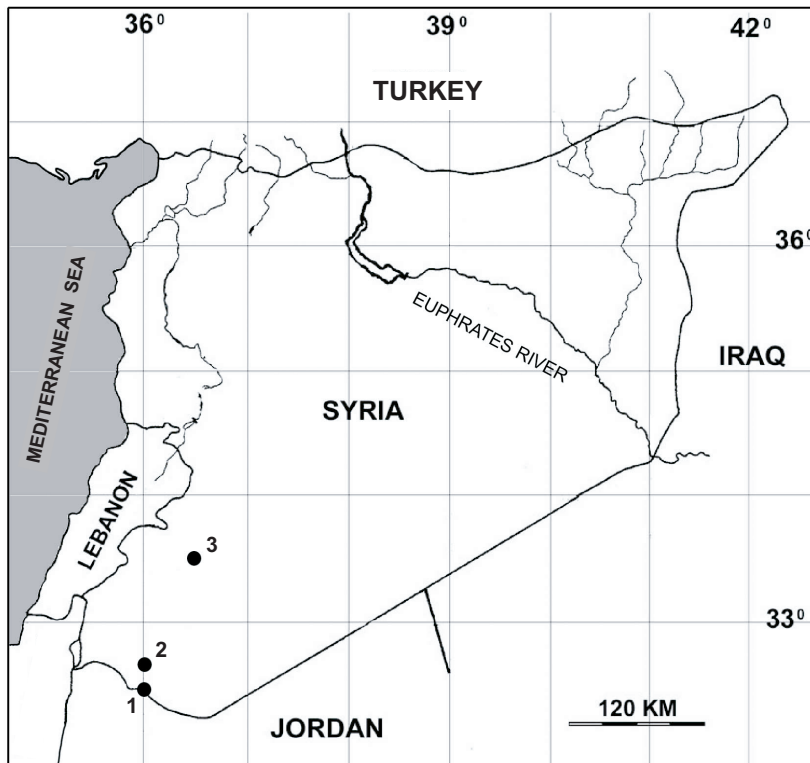 36⁰ 39⁰ 42⁰
TURKEY
36⁰
MEDITERRANEAN SEA
EUPHRATES RIVER
IRAQ
SYRIA
LEBANON
3
33⁰
2
1
120 KM
JORDAN